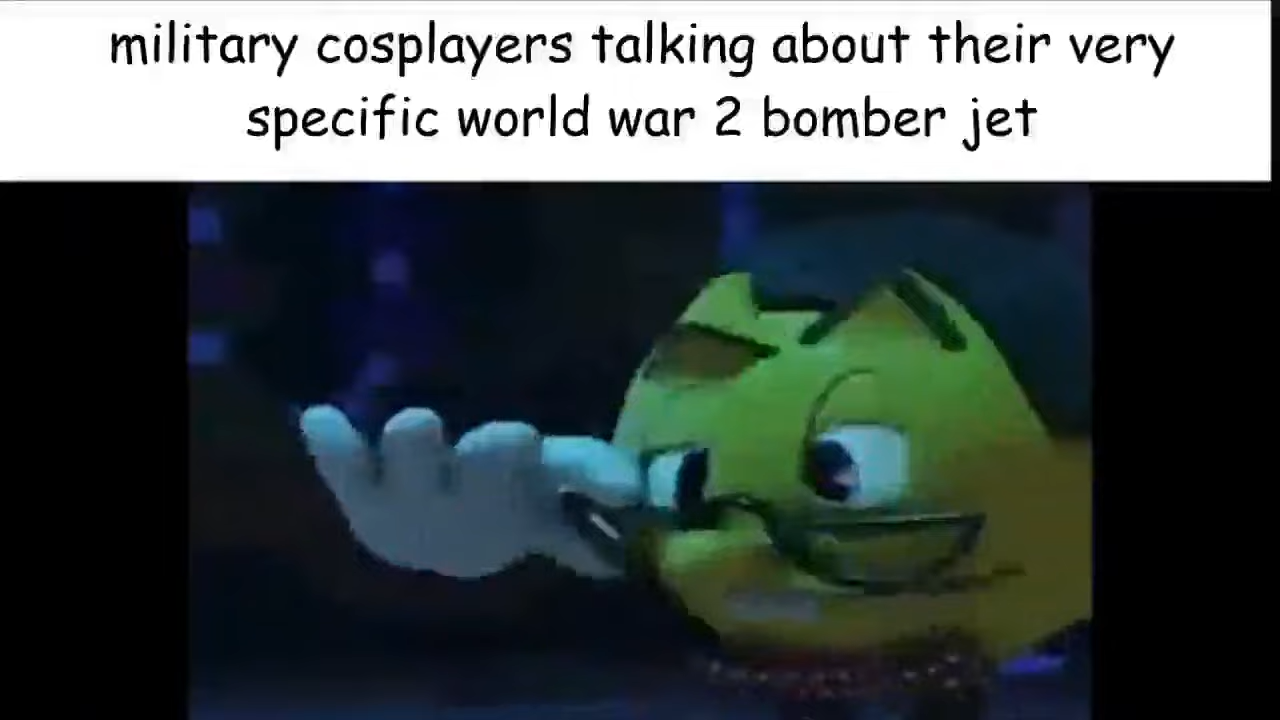 military cosplayers talking about their very
specific world war 2 bomber jet